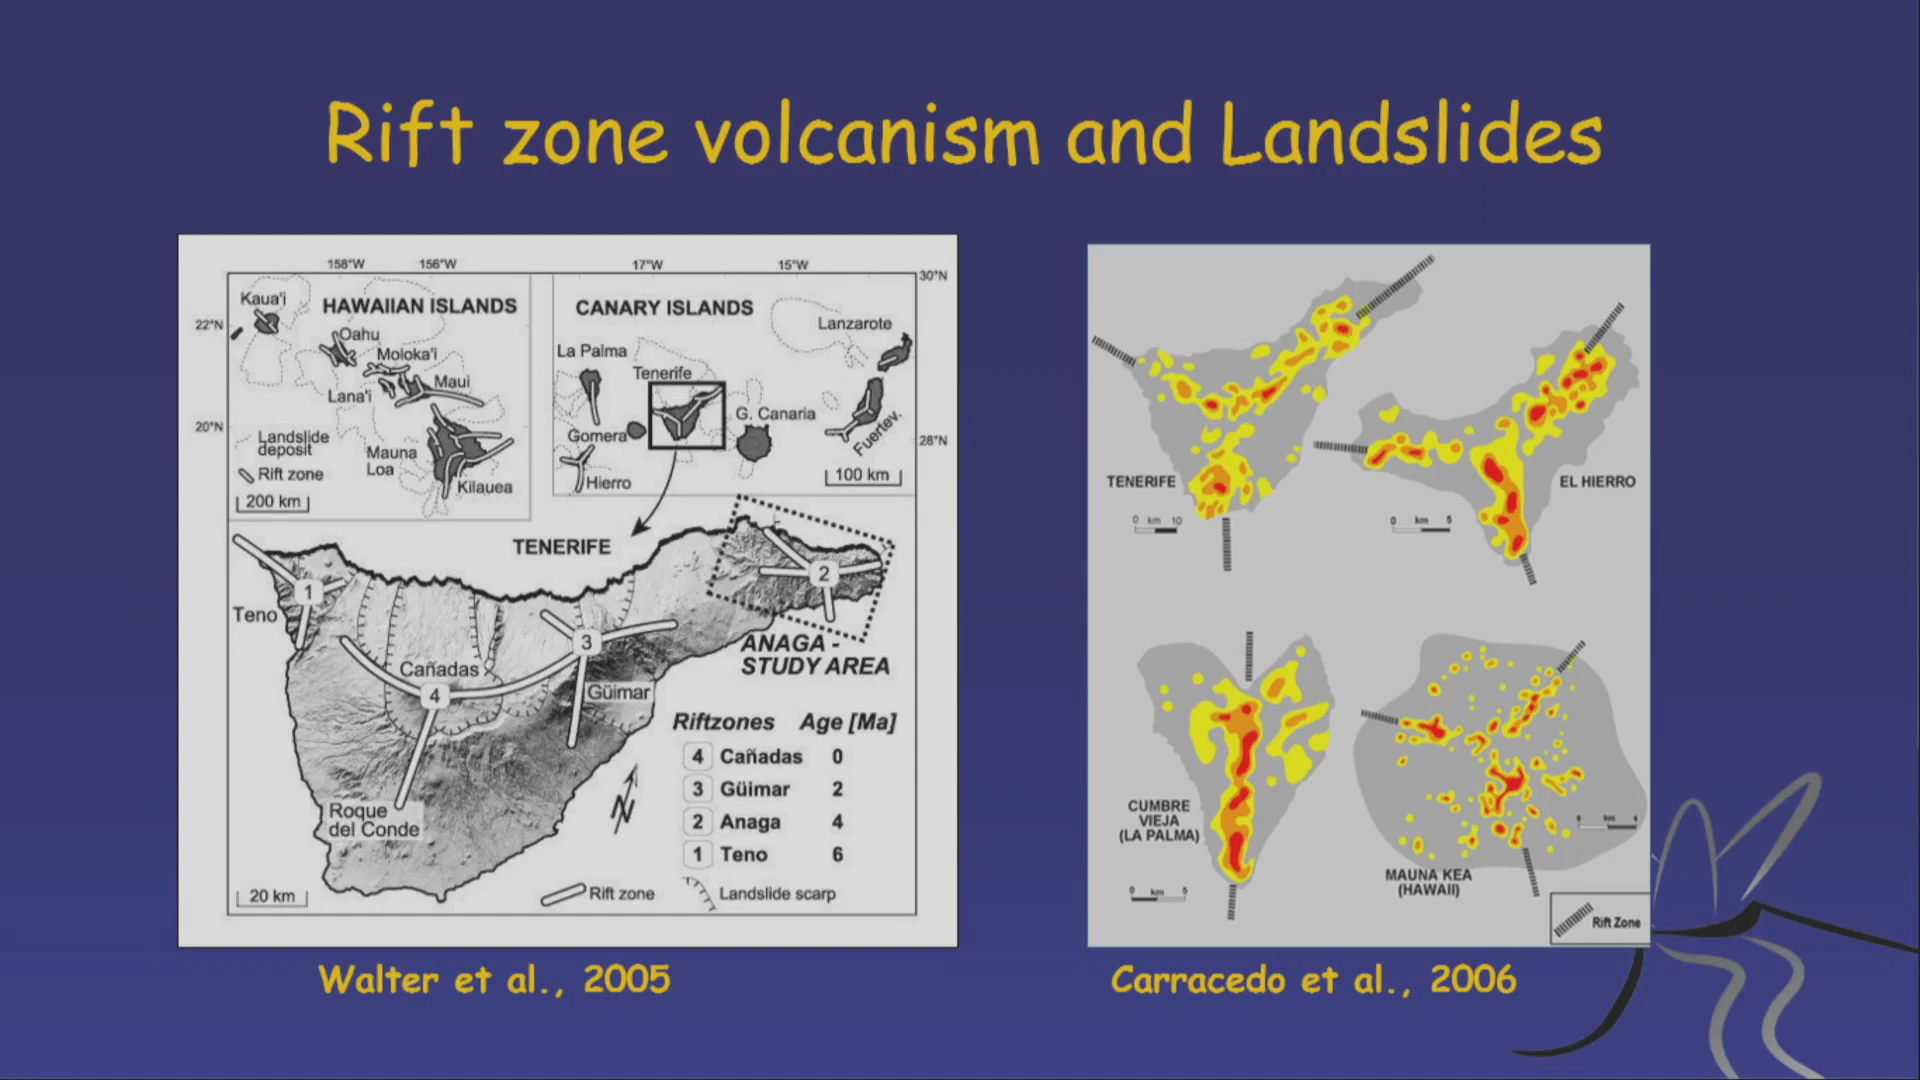 Rift zone volcanism and Landslides
158°W 156°W 17°W 15°W
30°N
Kaua'i
HAWAIIAN ISLANDS
CANARY ISLANDS
22°N
Oahu
Lanzarote
Moloka'i
La Palma
Tenerife
Maui
Lana'i
G. Canaria
20°N
Landslide
deposit
Mauna
Loa
Gomera
Fuertev.
28°N
Rift zone
Kilauea
Hierro
100 km
200 km
TENERIFE
1
2
Teno
3
ANAGA -
STUDY AREA
Cañadas
4
Güimar
Riftzones Age [Ma]
4 Cañadas 0
3 Güimar 2
2 Anaga 4
1 Teno 6
Roque
del Conde
N
20 km
Rift zone
Landslide scarp
TENERIFE
0 km 10
EL HIERRO
0 km 5
CUMBRE
VIEJA
(LA PALMA)
0 km 5
MAUNA KEA
(HAWAII)
km
Rift Zone
Walter et al., 2005
Carracedo et al., 2006